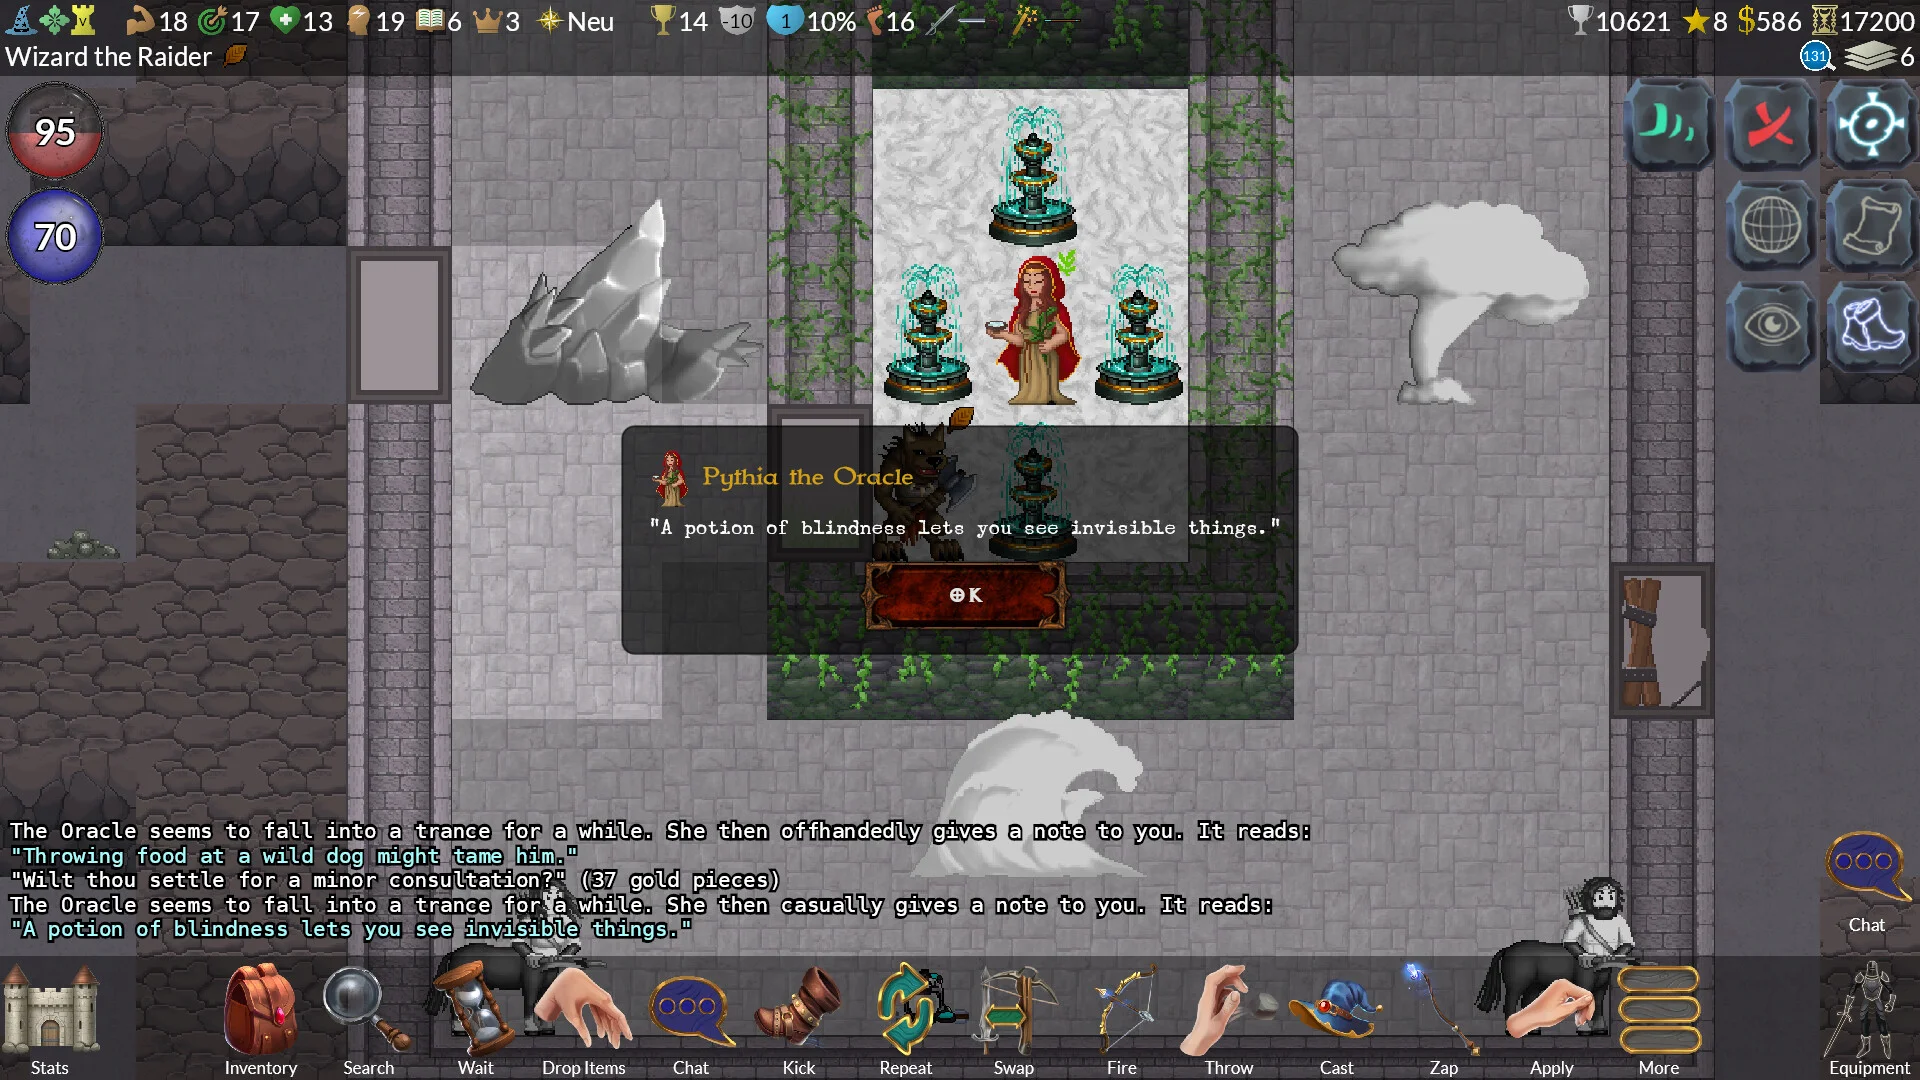 18 17 13 19 6 3 Neu 14 -10 1 10% 16 10621 8 $586 17200
Wizard the Raider 131 6
95
70
Pythia the Oracle
"A potion of blindness lets you see invisible things."
OK
The Oracle seems to fall into a trance for a while. She then offhandedly gives a note to you. It reads:
"Throwing food at a wild dog might tame him."
"Wilt thou settle for a minor consultation?" (37 gold pieces)
The Oracle seems to fall into a trance for a while. She then casually gives a note to you. It reads:
"A potion of blindness lets you see invisible things."
Chat
Stats Inventory Search Wait Drop Items Chat Kick Repeat Swap Fire Throw Cast Zap Apply More Equipment